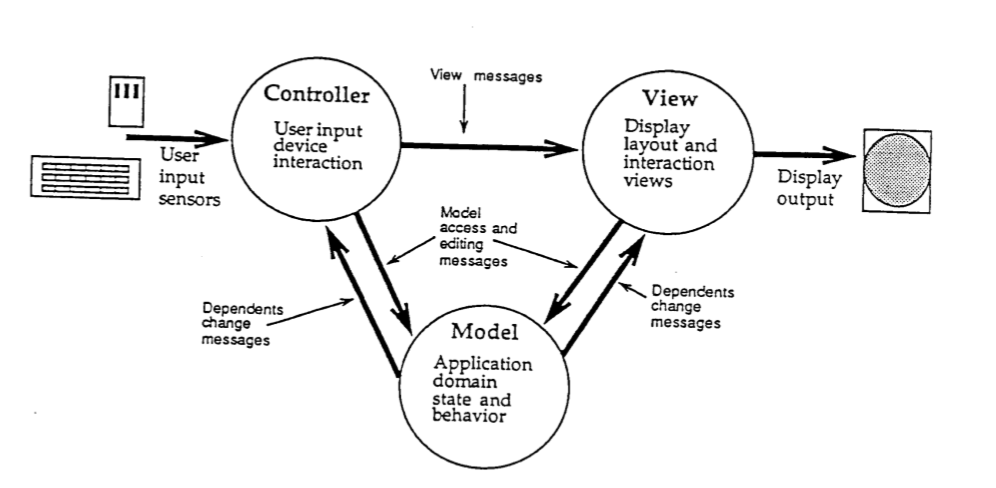 View messages
Controller
User input
device
interaction
View
Display
layout and
interaction
views
User
input
sensors
Display
output
Model
access and
editing
messages
Dependents
change
messages
Dependents
change
messages
Model
Application
domain
state and
behavior